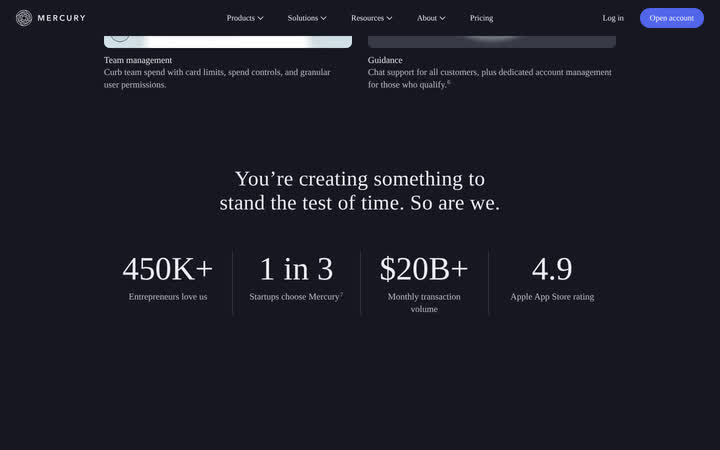 MERCURY
Products
Solutions
Resources
About
Pricing
Log in
Open account
Team management
Curb team spend with card limits, spend controls, and granular
user permissions.
Guidance
Chat support for all customers, plus dedicated account management
for those who qualify.⁶
You’re creating something to
stand the test of time. So are we.
450K+
Entrepreneurs love us
1 in 3
Startups choose Mercury⁷
$20B+
Monthly transaction
volume
4.9
Apple App Store rating